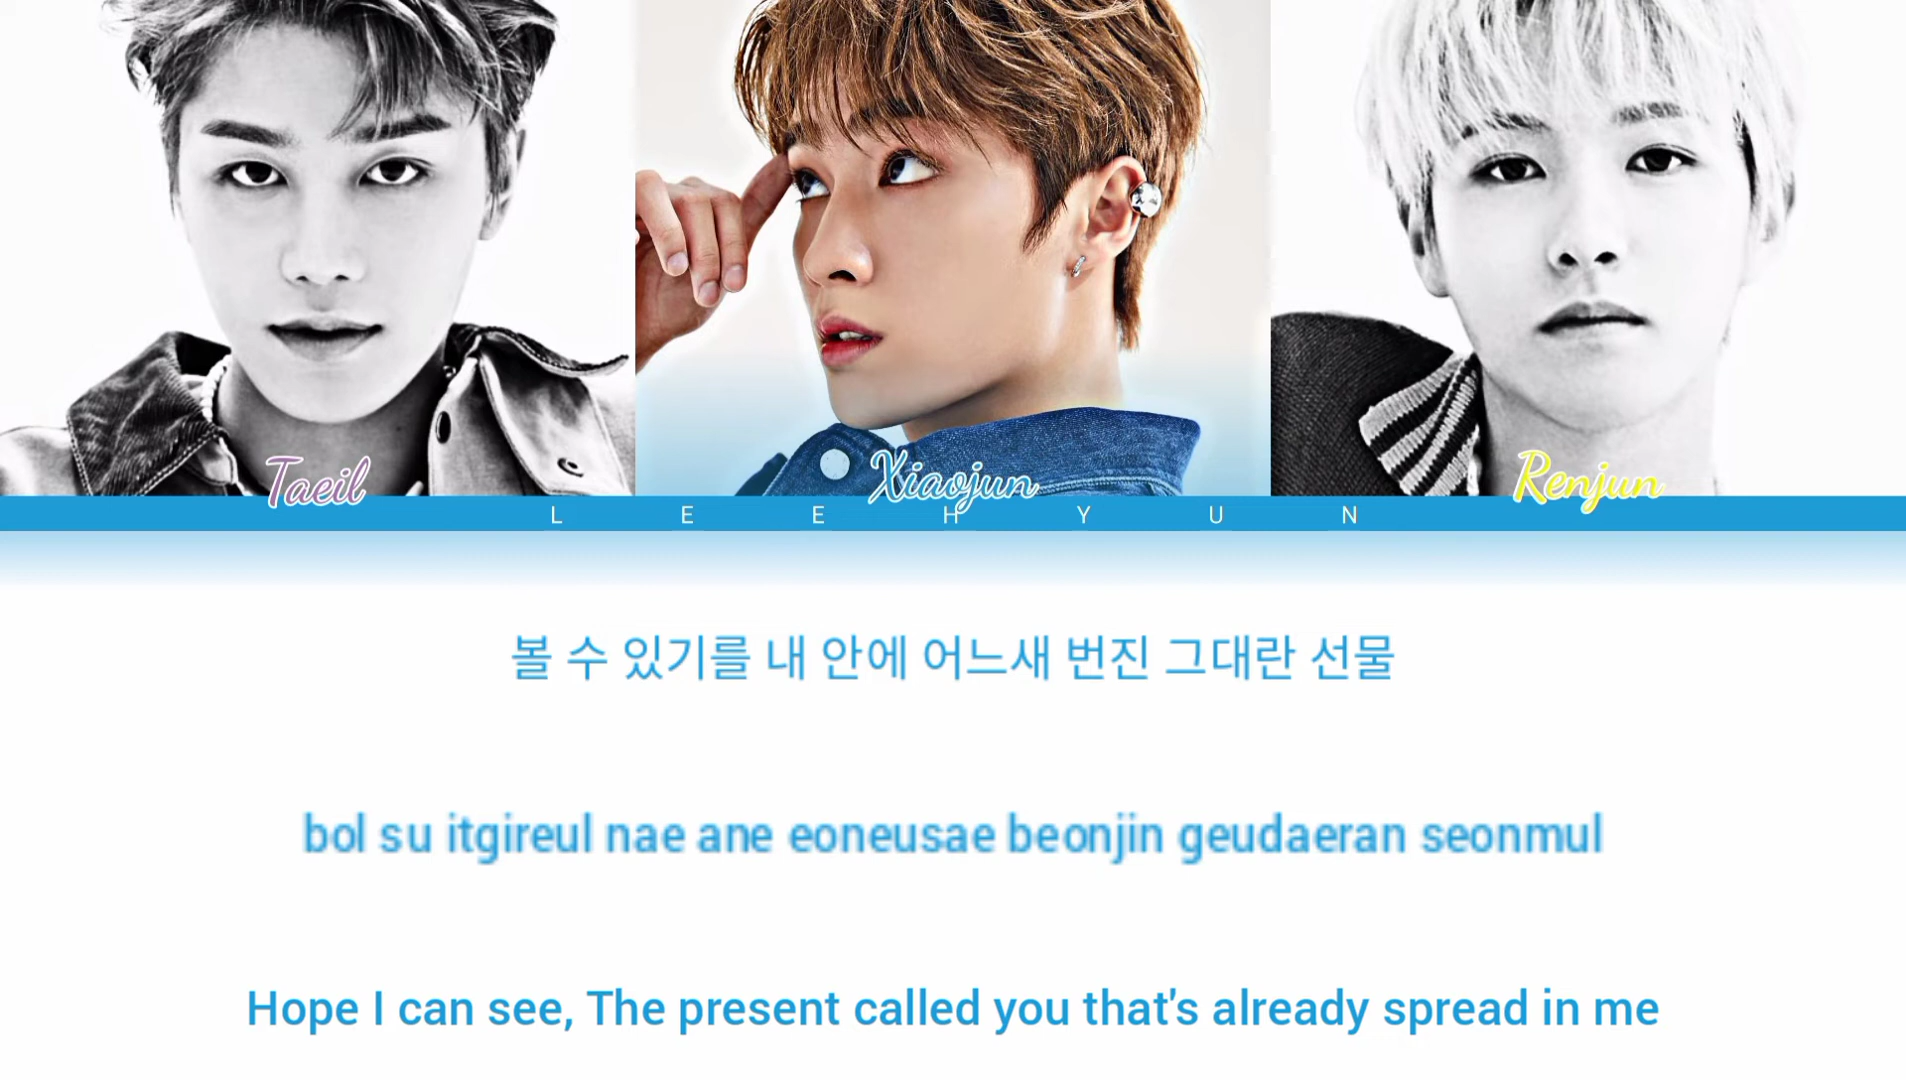 Taeil Xiaojun Renjun
L E E H Y U N
볼 수 있기를 내 안에 어느새 번진 그대란 선물
bol su itgireul nae ane eoneusae beonjin geudaeran seonmul
Hope I can see, The present called you that's already spread in me